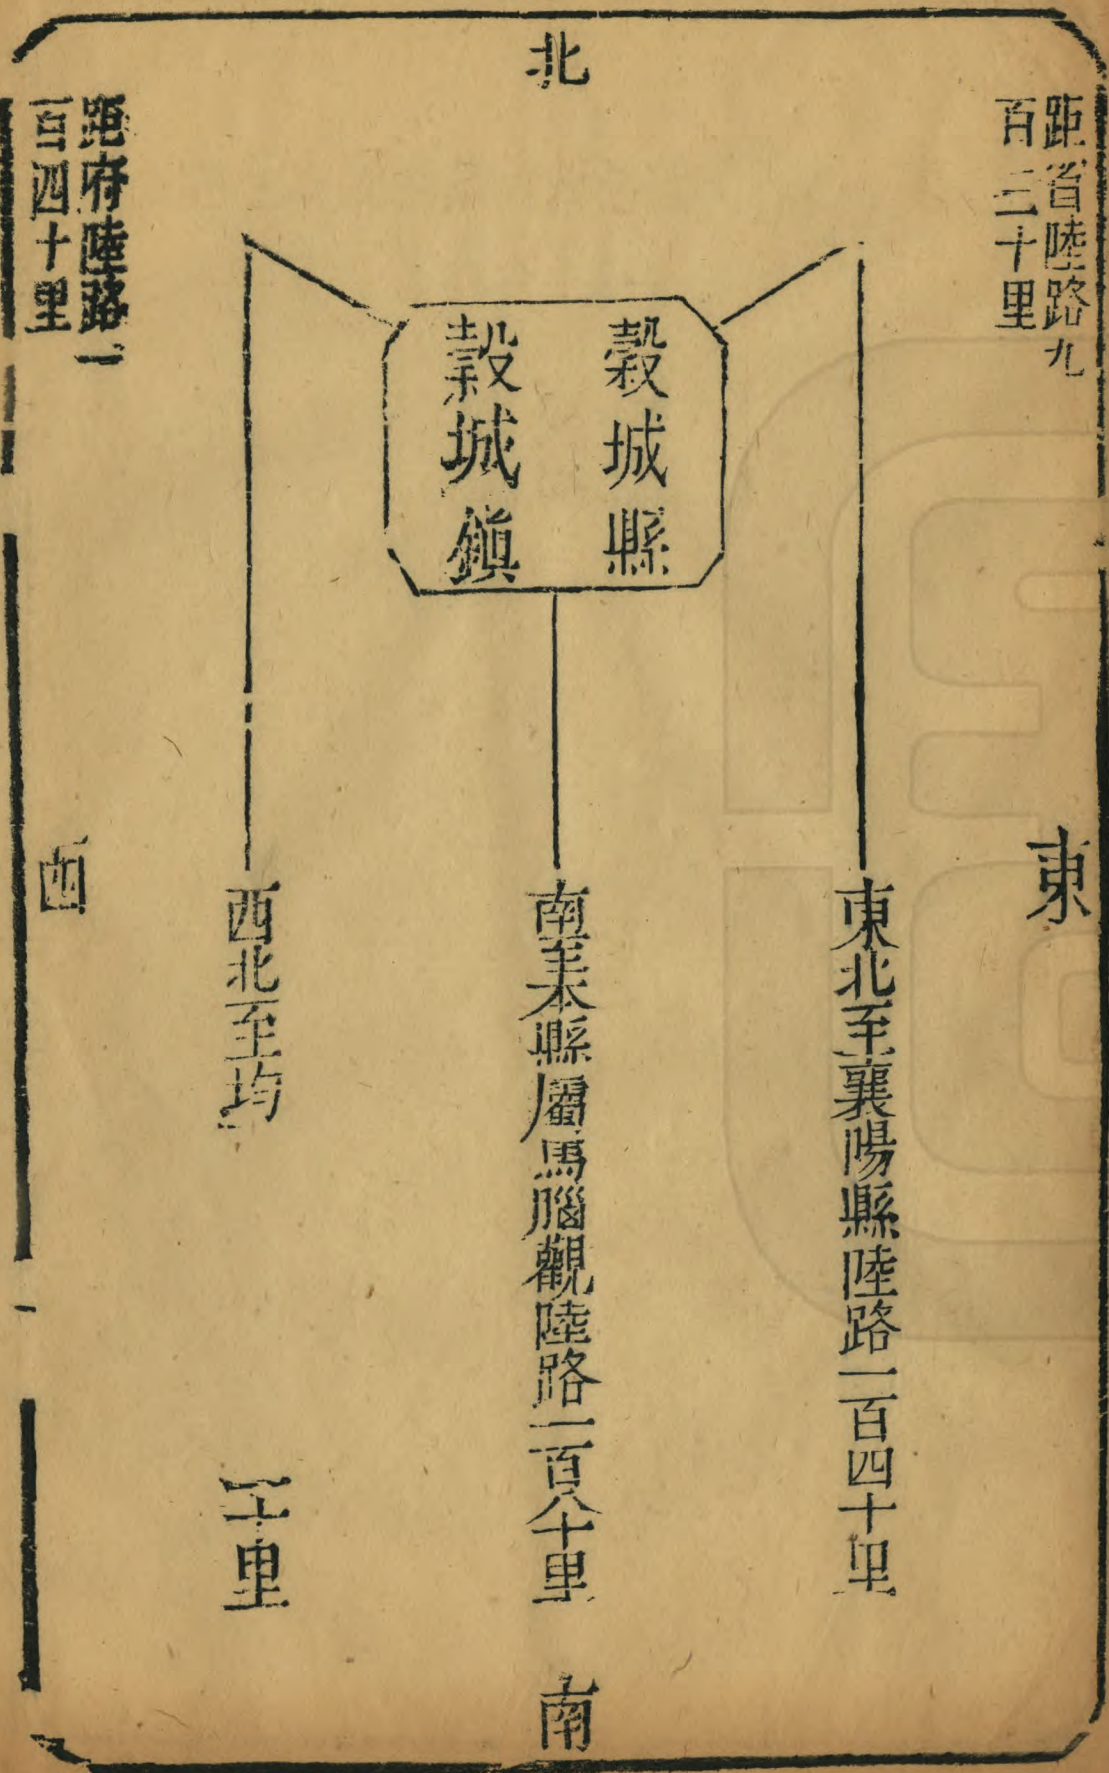 北
距省陸路九
百三十里
東
穀城縣
穀城鎮
東北至襄陽縣陸路一百四十里
南至本縣屬馬腦觀陸路一百八十里
西北至均
十里
距府陸路一
百四十里
西
南